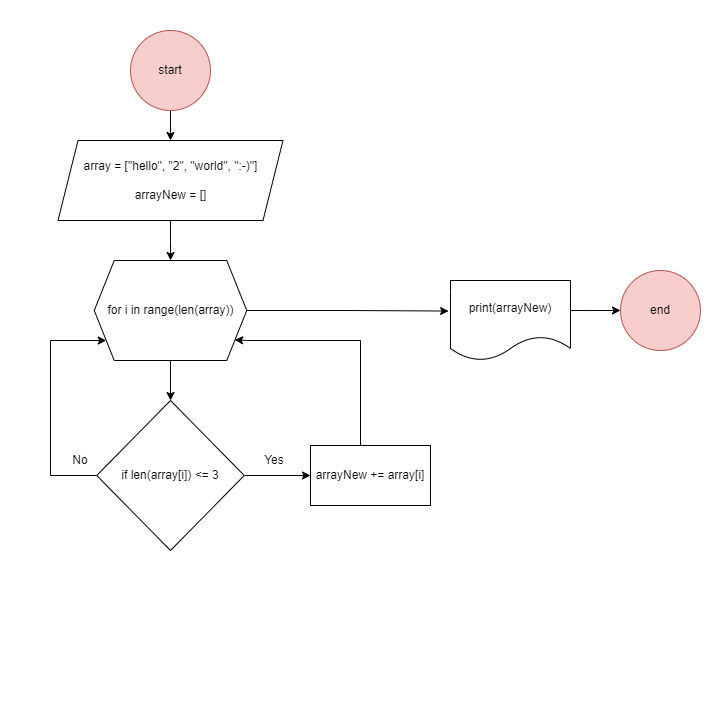 start
array = ["hello", "2", "world", ":-)"]
arrayNew = []
for i in range(len(array))
print(arrayNew)
end
No
if len(array[i]) <= 3
Yes
arrayNew += array[i]